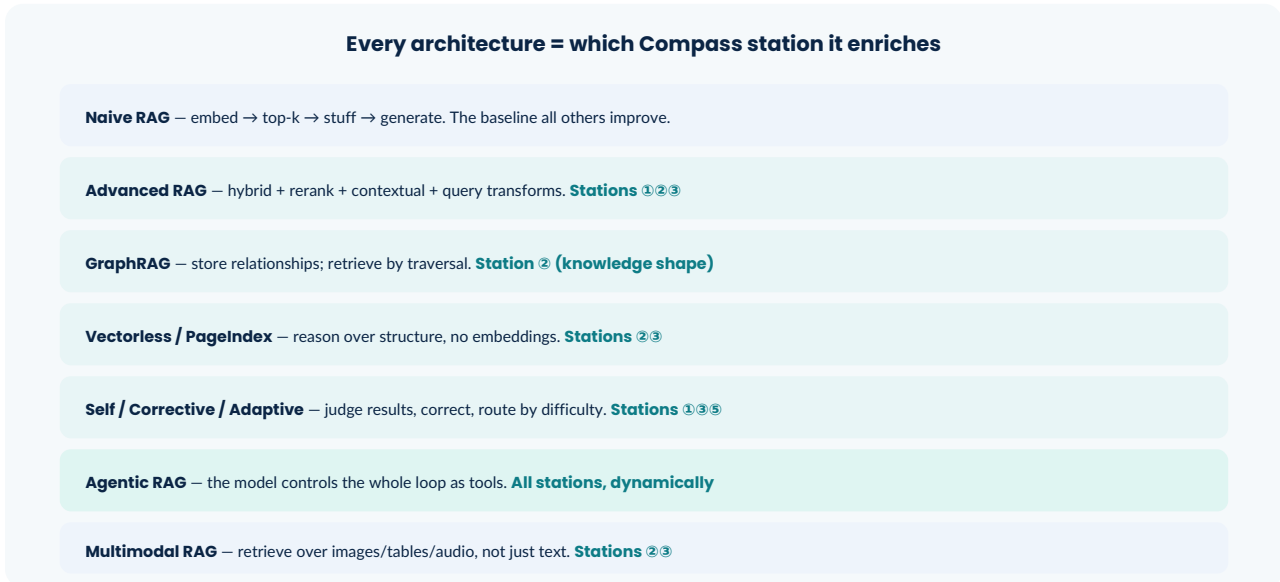 Every architecture = which Compass station it enriches
Naive RAG — embed → top-k → stuff → generate. The baseline all others improve.
Advanced RAG — hybrid + rerank + contextual + query transforms. Stations ①②③
GraphRAG — store relationships; retrieve by traversal. Station ② (knowledge shape)
Vectorless / PageIndex — reason over structure, no embeddings. Stations ②③
Self / Corrective / Adaptive — judge results, correct, route by difficulty. Stations ①③⑤
Agentic RAG — the model controls the whole loop as tools. All stations, dynamically
Multimodal RAG — retrieve over images/tables/audio, not just text. Stations ②③